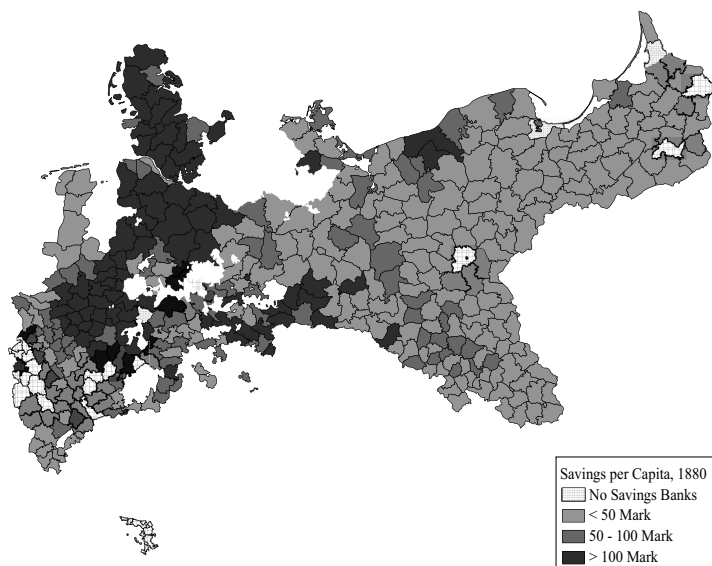 Savings per Capita, 1880
No Savings Banks
< 50 Mark
50 - 100 Mark
> 100 Mark